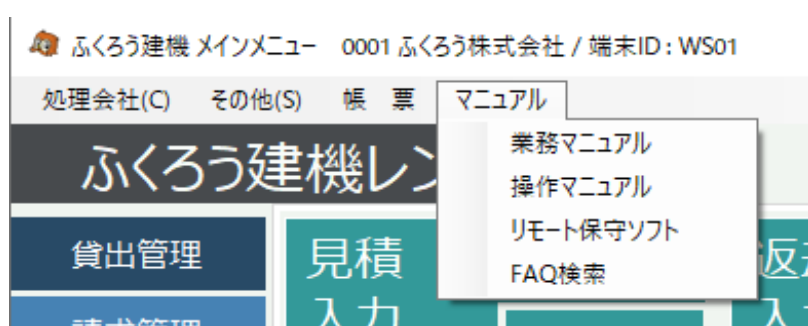 ふくろう建機 メインメニュー 0001 ふくろう株式会社 / 端末ID : WS01
処理会社(C) その他(S) 帳 票 マニュアル
業務マニュアル
操作マニュアル
リモート保守ソフト
FAQ検索
ふくろう建機レン
貸出管理
見積
入力
請求管理